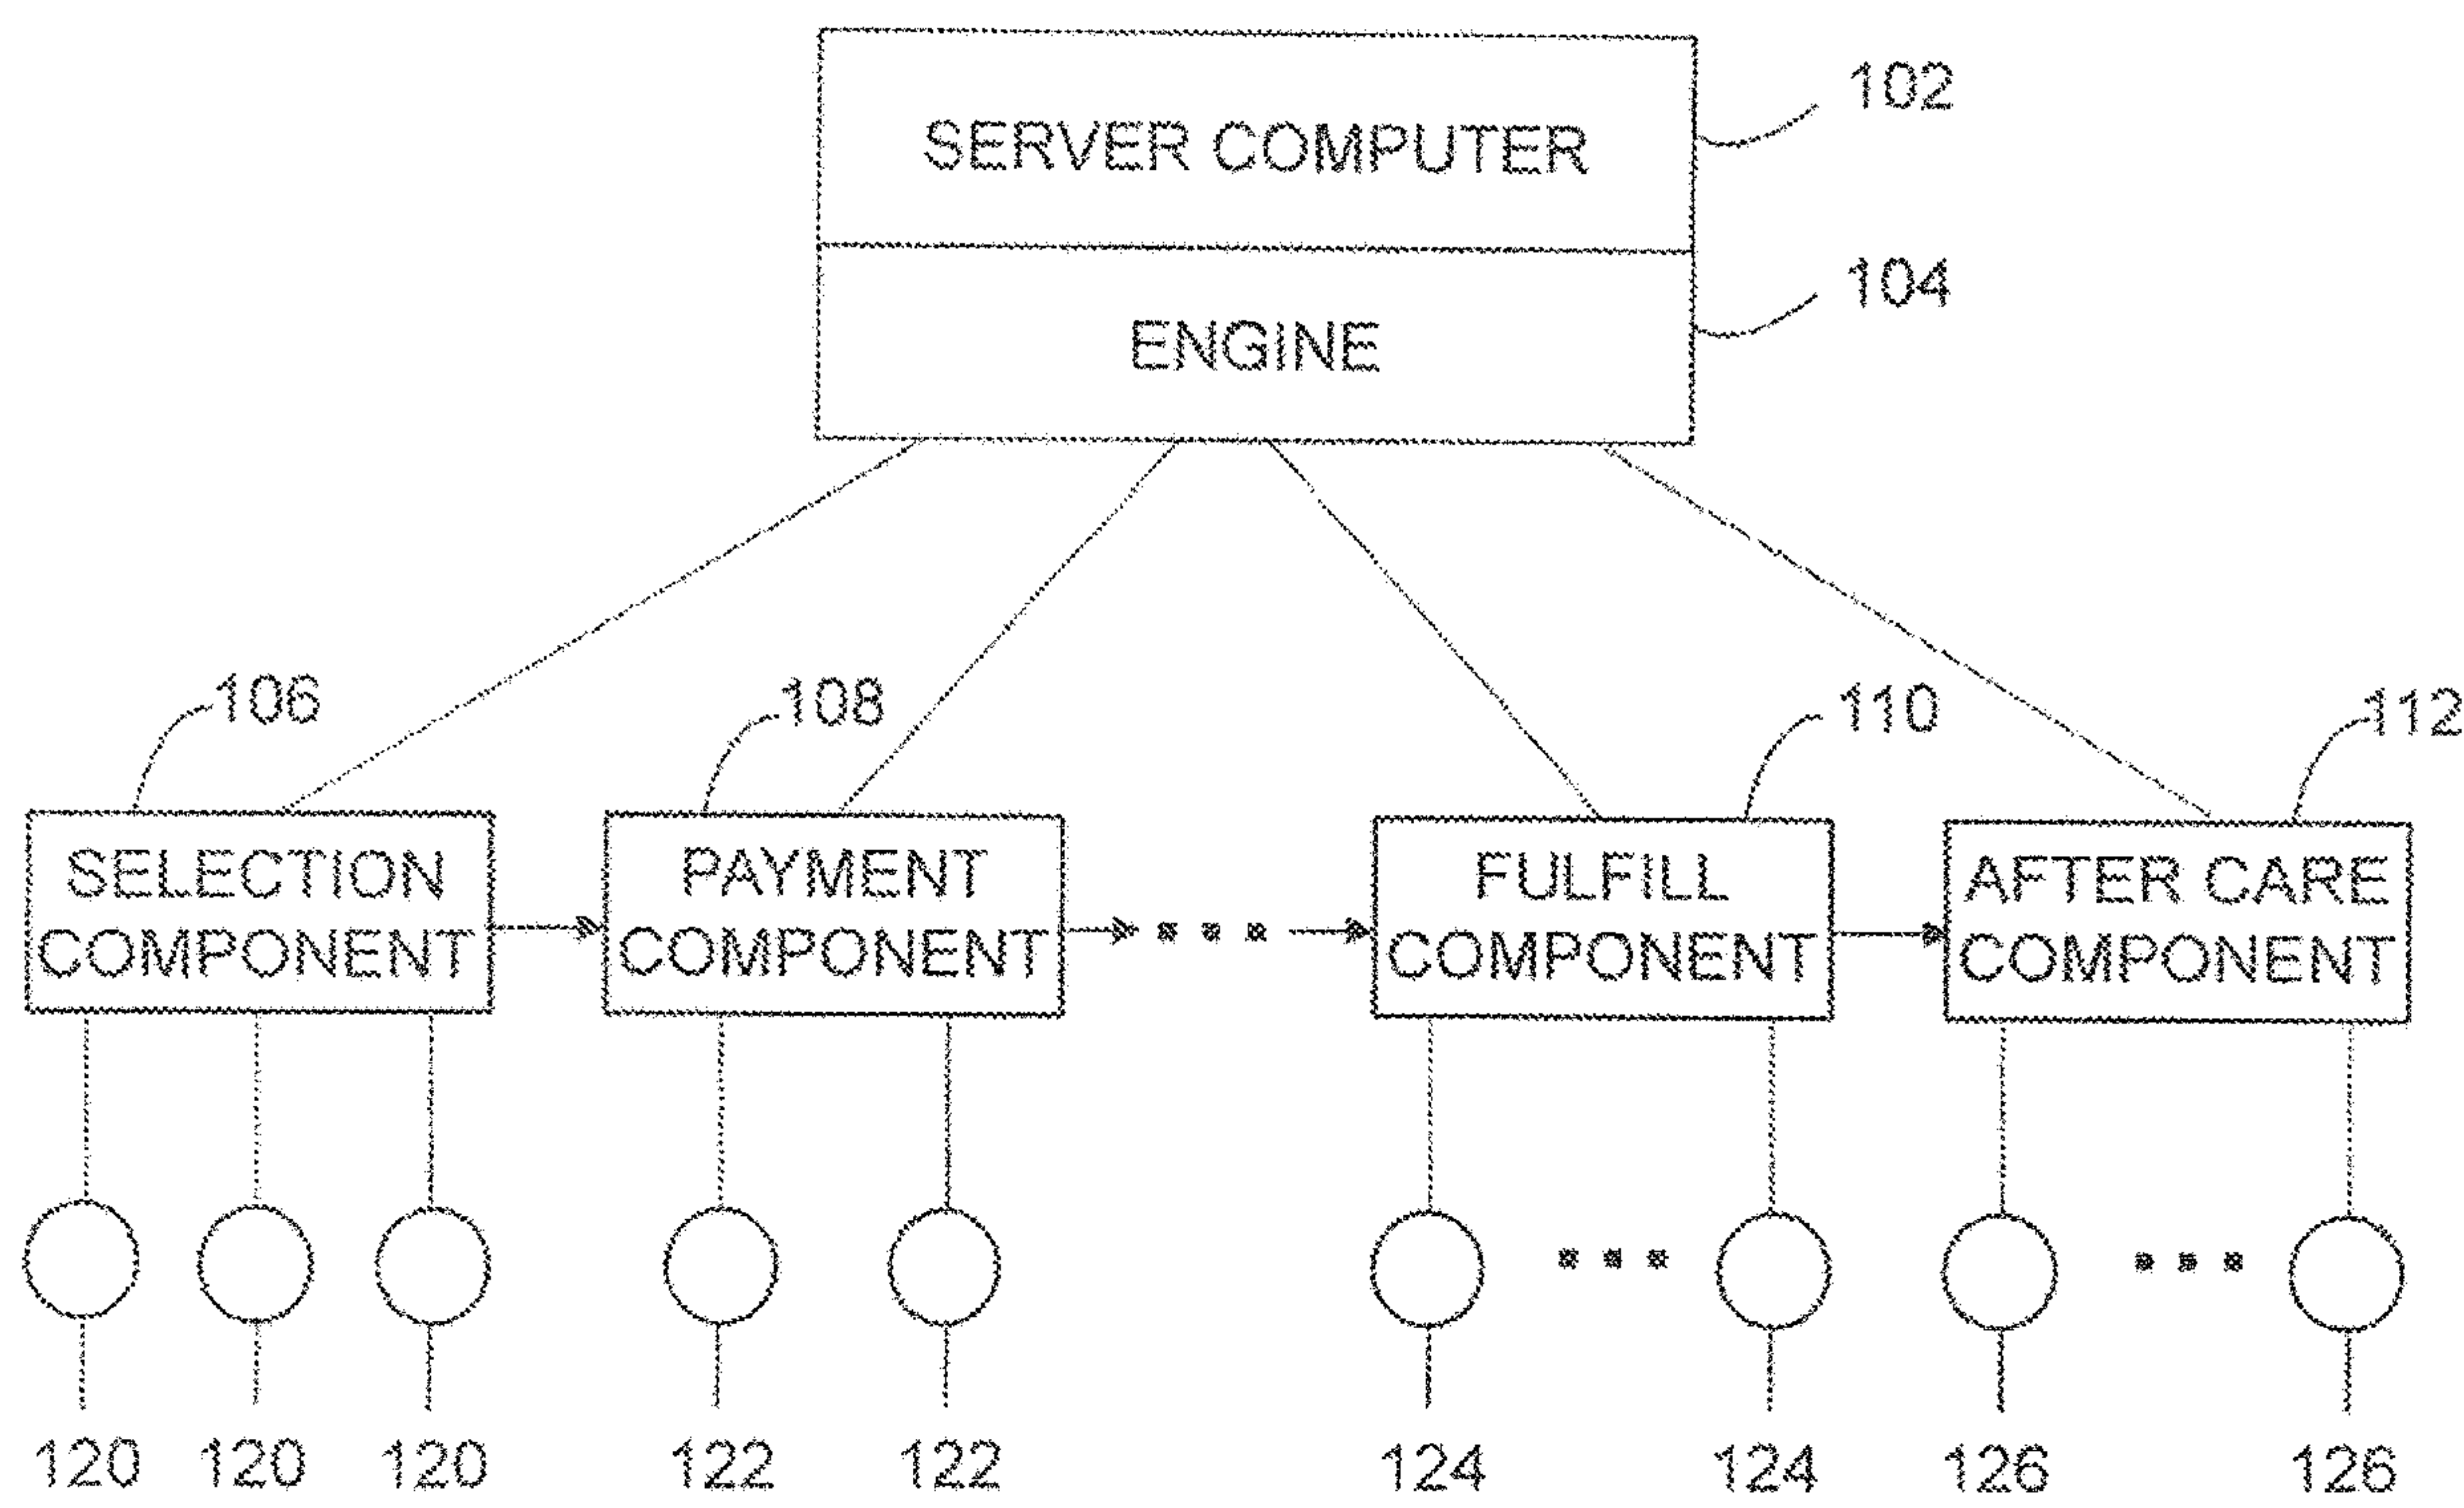 SERVER COMPUTER
102
ENGINE
104
106
108
110
112
SELECTION
COMPONENT
PAYMENT
COMPONENT
FULFILL
COMPONENT
AFTER CARE
COMPONENT
120 120 120 122 122 124 124 126 126